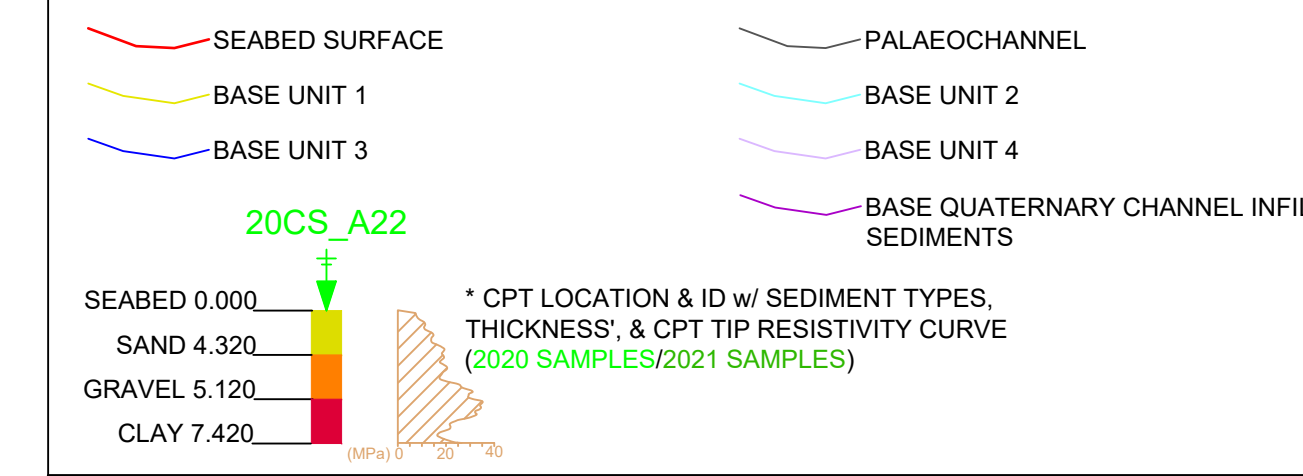 SEABED SURFACE
BASE UNIT 1
BASE UNIT 3
PALAEOCHANNEL
BASE UNIT 2
BASE UNIT 4
BASE QUATERNARY CHANNEL
SEDIMENTS
20CS_A22
SEABED 0.000
SAND 4.320
GRAVEL 5.120
CLAY 7.420
(MPa) 0 20 40
* CPT LOCATION & ID w/ SEDIMENT TYPES,
THICKNESS', & CPT TIP RESISTIVITY CURVE
(2020 SAMPLES/2021 SAMPLES)